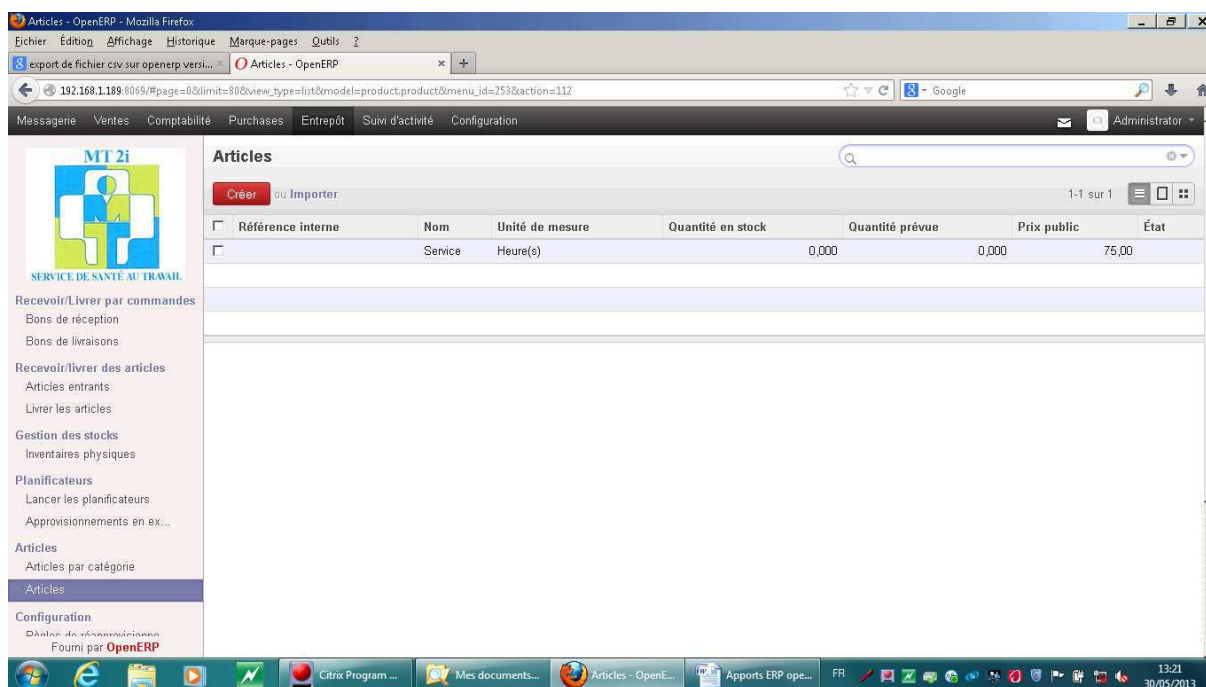 Articles - OpenERP - Mozilla Firefox
Fichier Édition Affichage Historique Marque-pages Outils ?
export de fichier csv sur openerp versi... Articles - OpenERP
192.168.1.189:8069/#page=0&limit=80&view_type=list&model=product.product&menu_id=253&action=112 Google
Messagerie Ventes Comptabilité Purchases Entrepôt Suivi d'activité Configuration Administrator
MT 2i
SERVICE DE SANTÉ AU TRAVAIL
Articles
Créer ou Importer 1-1 sur 1
Référence interne Nom Unité de mesure Quantité en stock Quantité prévue Prix public État
Service Heure(s) 0,000 0,000 75,00
Recevoir/Livrer par commandes
Bons de réception
Bons de livraisons
Recevoir/livrer des articles
Articles entrants
Livrer les articles
Gestion des stocks
Inventaires physiques
Planificateurs
Lancer les planificateurs
Approvisionnements en ex...
Articles
Articles par catégorie
Articles
Configuration
Fourni par OpenERP
Citrix Program ... Mes documents... Articles - OpenE... Apports ERP ope... FR 13:21
30/05/2013